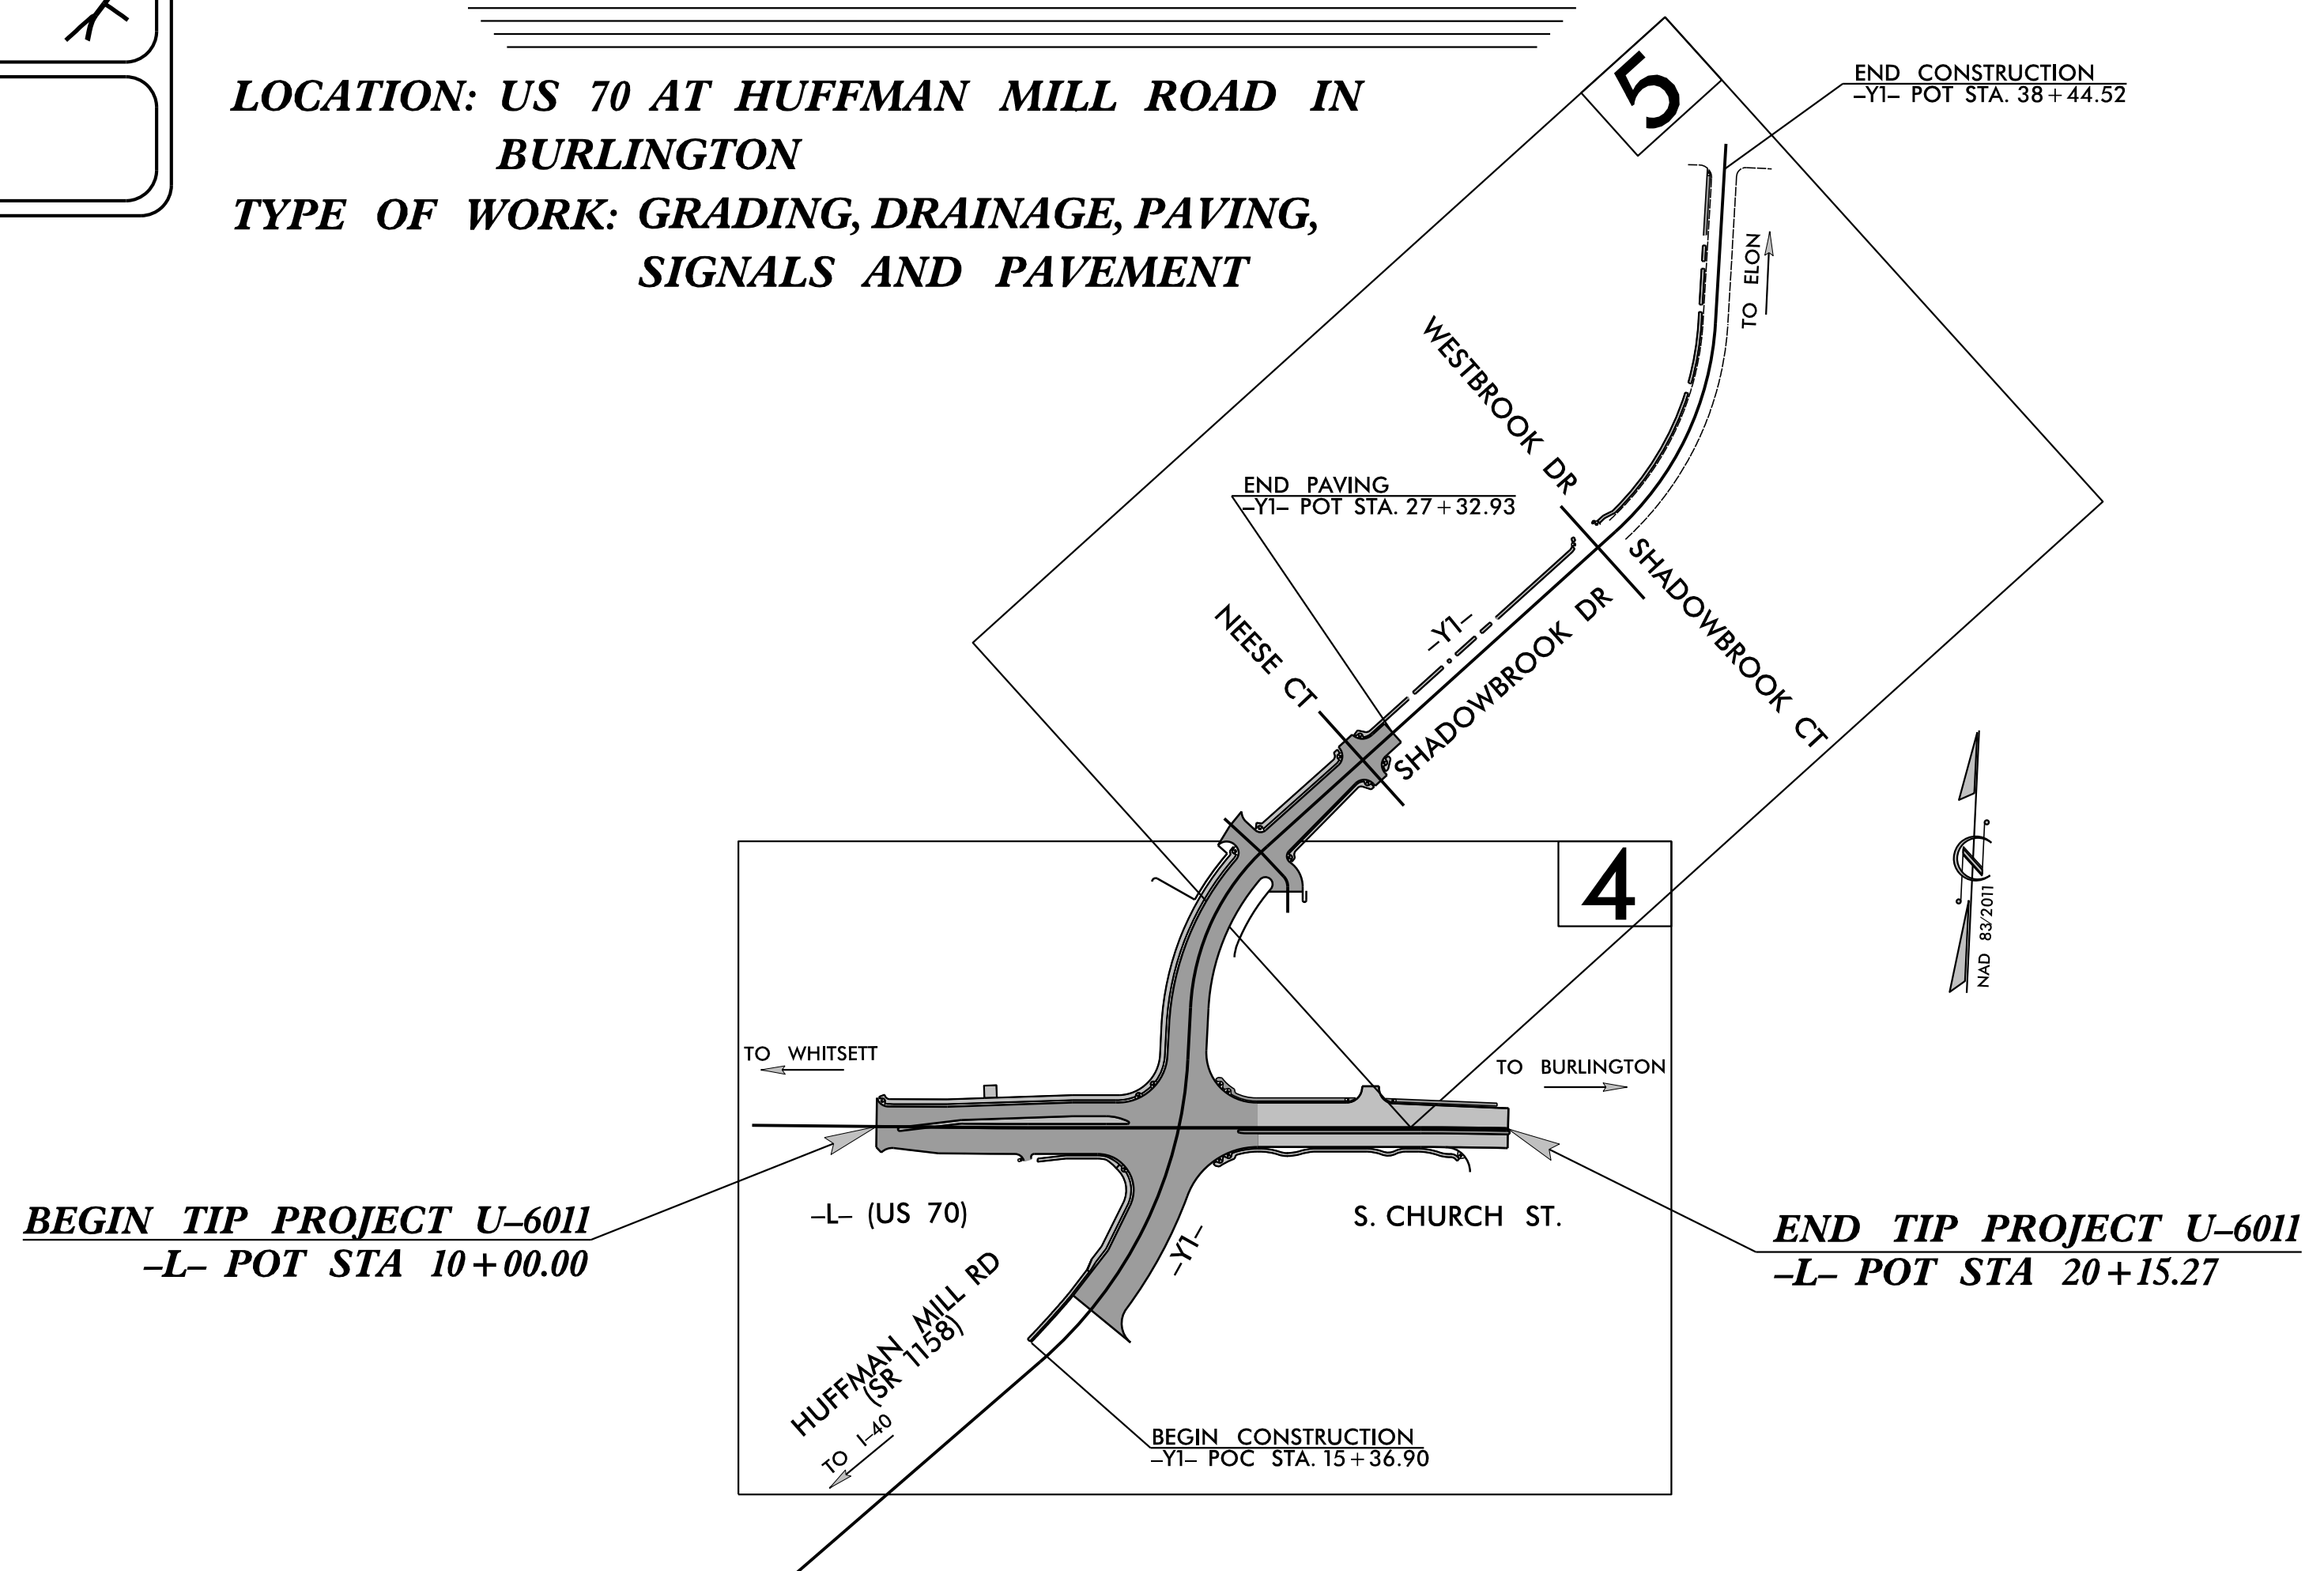 LOCATION: US 70 AT HUFFMAN MILL ROAD IN
BURLINGTON
TYPE OF WORK: GRADING, DRAINAGE, PAVING,
SIGNALS AND PAVEMENT
5
END CONSTRUCTION
-Y1- POT STA. 38+44.52
TO ELON
WESTBROOK DR
END PAVING
-Y1- POT STA. 27+32.93
SHADOWBROOK CT
-Y1-
SHADOWBROOK DR
NEESE CT
4
NAD 83/2011
TO WHITSETT
TO BURLINGTON
BEGIN TIP PROJECT U-6011
-L- POT STA 10+00.00
-L- (US 70)
S. CHURCH ST.
END TIP PROJECT U-6011
-L- POT STA 20+15.27
-Y1-
HUFFMAN MILL RD
(SR 1158)
TO I-40
BEGIN CONSTRUCTION
-Y1- POC STA. 15+36.90